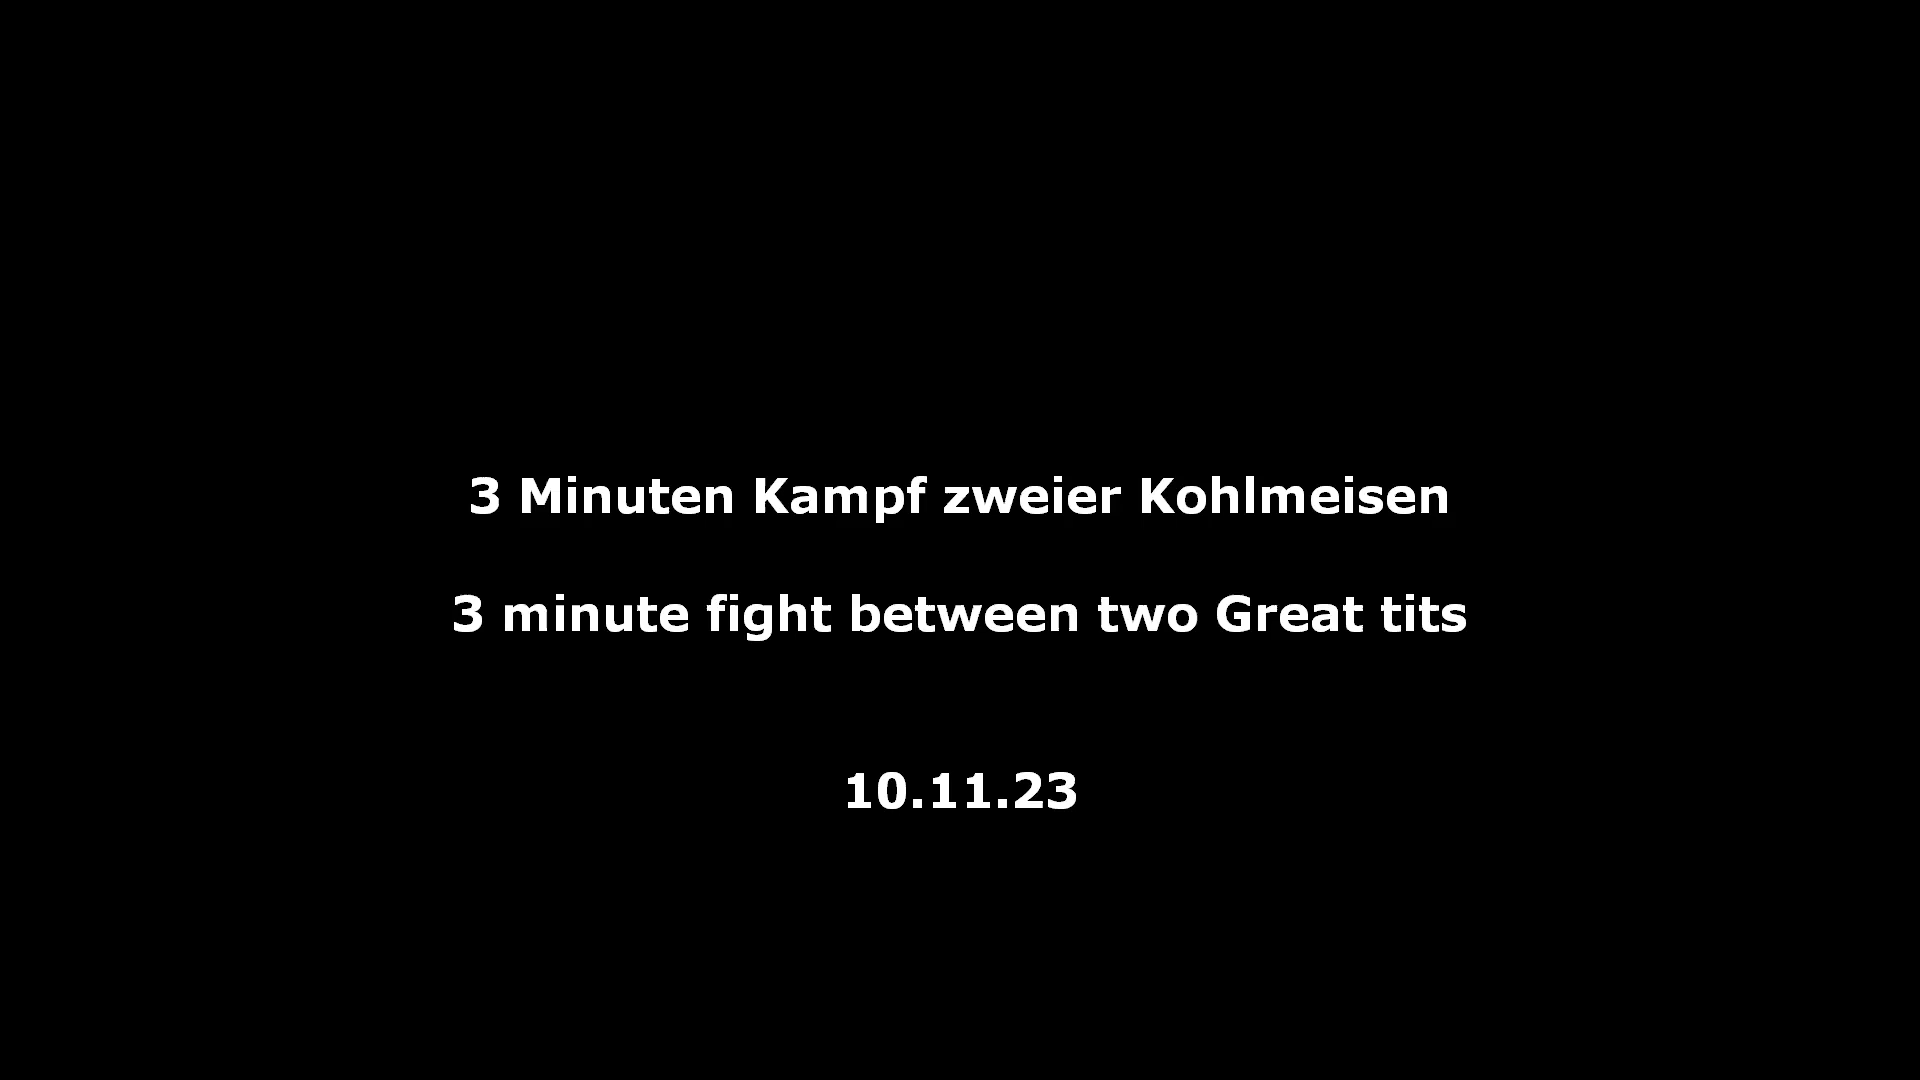 3 Minuten Kampf zweier Kohlmeisen
3 minute fight between two Great tits
10.11.23